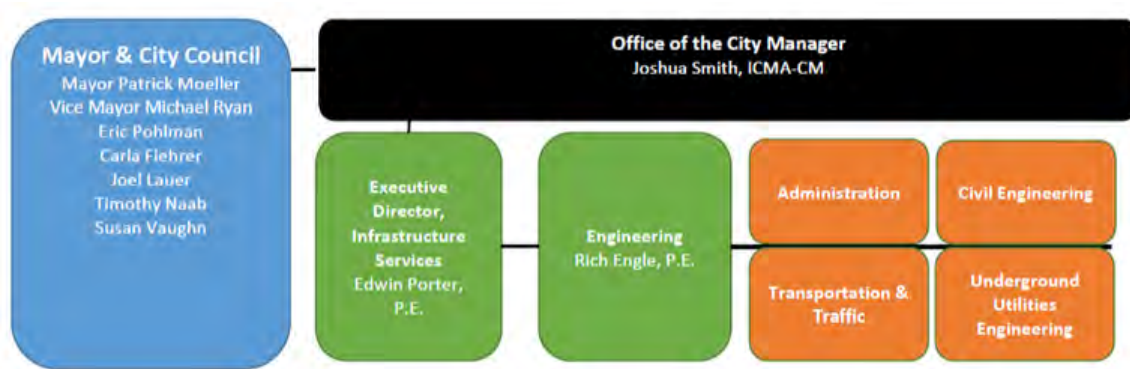 Mayor & City Council
Mayor Patrick Moeller
Vice Mayor Michael Ryan
Eric Pohlman
Carla Fiehrer
Joel Lauer
Timothy Naab
Susan Vaughn
Office of the City Manager
Joshua Smith, ICMA-CM
Executive
Director,
Infrastructure
Services
Edwin Porter,
P.E.
Engineering
Rich Engle, P.E.
Administration
Civil Engineering
Transportation &
Traffic
Underground
Utilities
Engineering